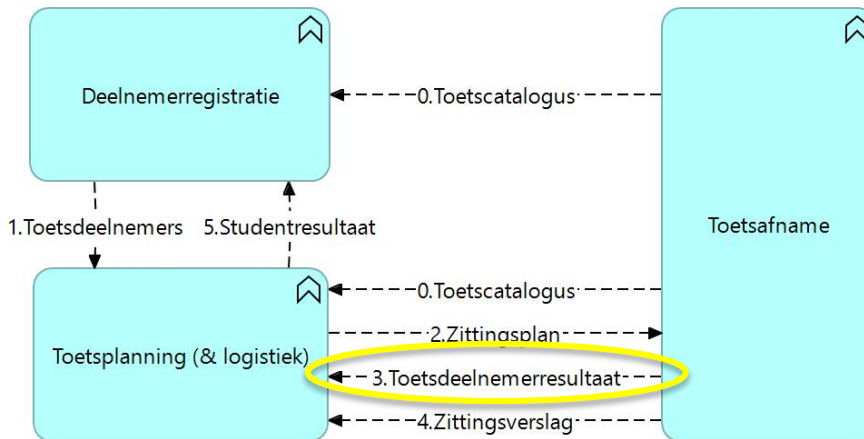 Deelnemerregistratie
0.Toetscatalogus
Toetsafname
1.Toetsdeelnemers
5.Studentresultaat
0.Toetscatalogus
2.Zittingsplan
Toetsplanning (& logistiek)
3.Toetsdeelnemerresultaat
4.Zittingsverslag